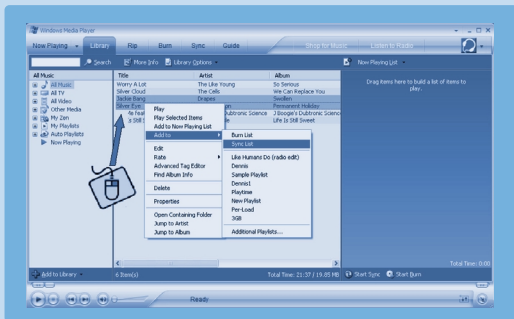 Windows Media Player
Now Playing Library Rip Burn Sync Guide Shop for Music Listen to Radio
Search More Info Library Options Now Playing List
All Music Title Artist Album
All Music
All TV
All Video
Other Media
My Zen
My Playlists
Auto Playlists
Now Playing
Worry A Lot The Like Young So Serious
Silver Cloud The Cells We Can Replace You
Jackie Bang Drapes Swollen
Silver Eye Permanent Holiday
Dubtronic Science J Boogie's Dubtronic Scienc
s Still Life Is Still Sweet
Play
Play Selected Items
Add to Now Playing List
Add to
Edit
Rate
Advanced Tag Editor
Find Album Info
Delete
Properties
Open Containing Folder
Jump to Artist
Jump to Album
Burn List
Sync List
Like Humans Do (radio edit)
Dennis
Sample Playlist
Dennis1
Playtime
New Playlist
Per-Load
3GB
Additional Playlists...
Drag items here to build a list of items to
play.
Total Time: 0:00
Add to Library 6 Item(s) Total Time: 21:37 / 19.85 MB Start Sync Start Burn
Ready